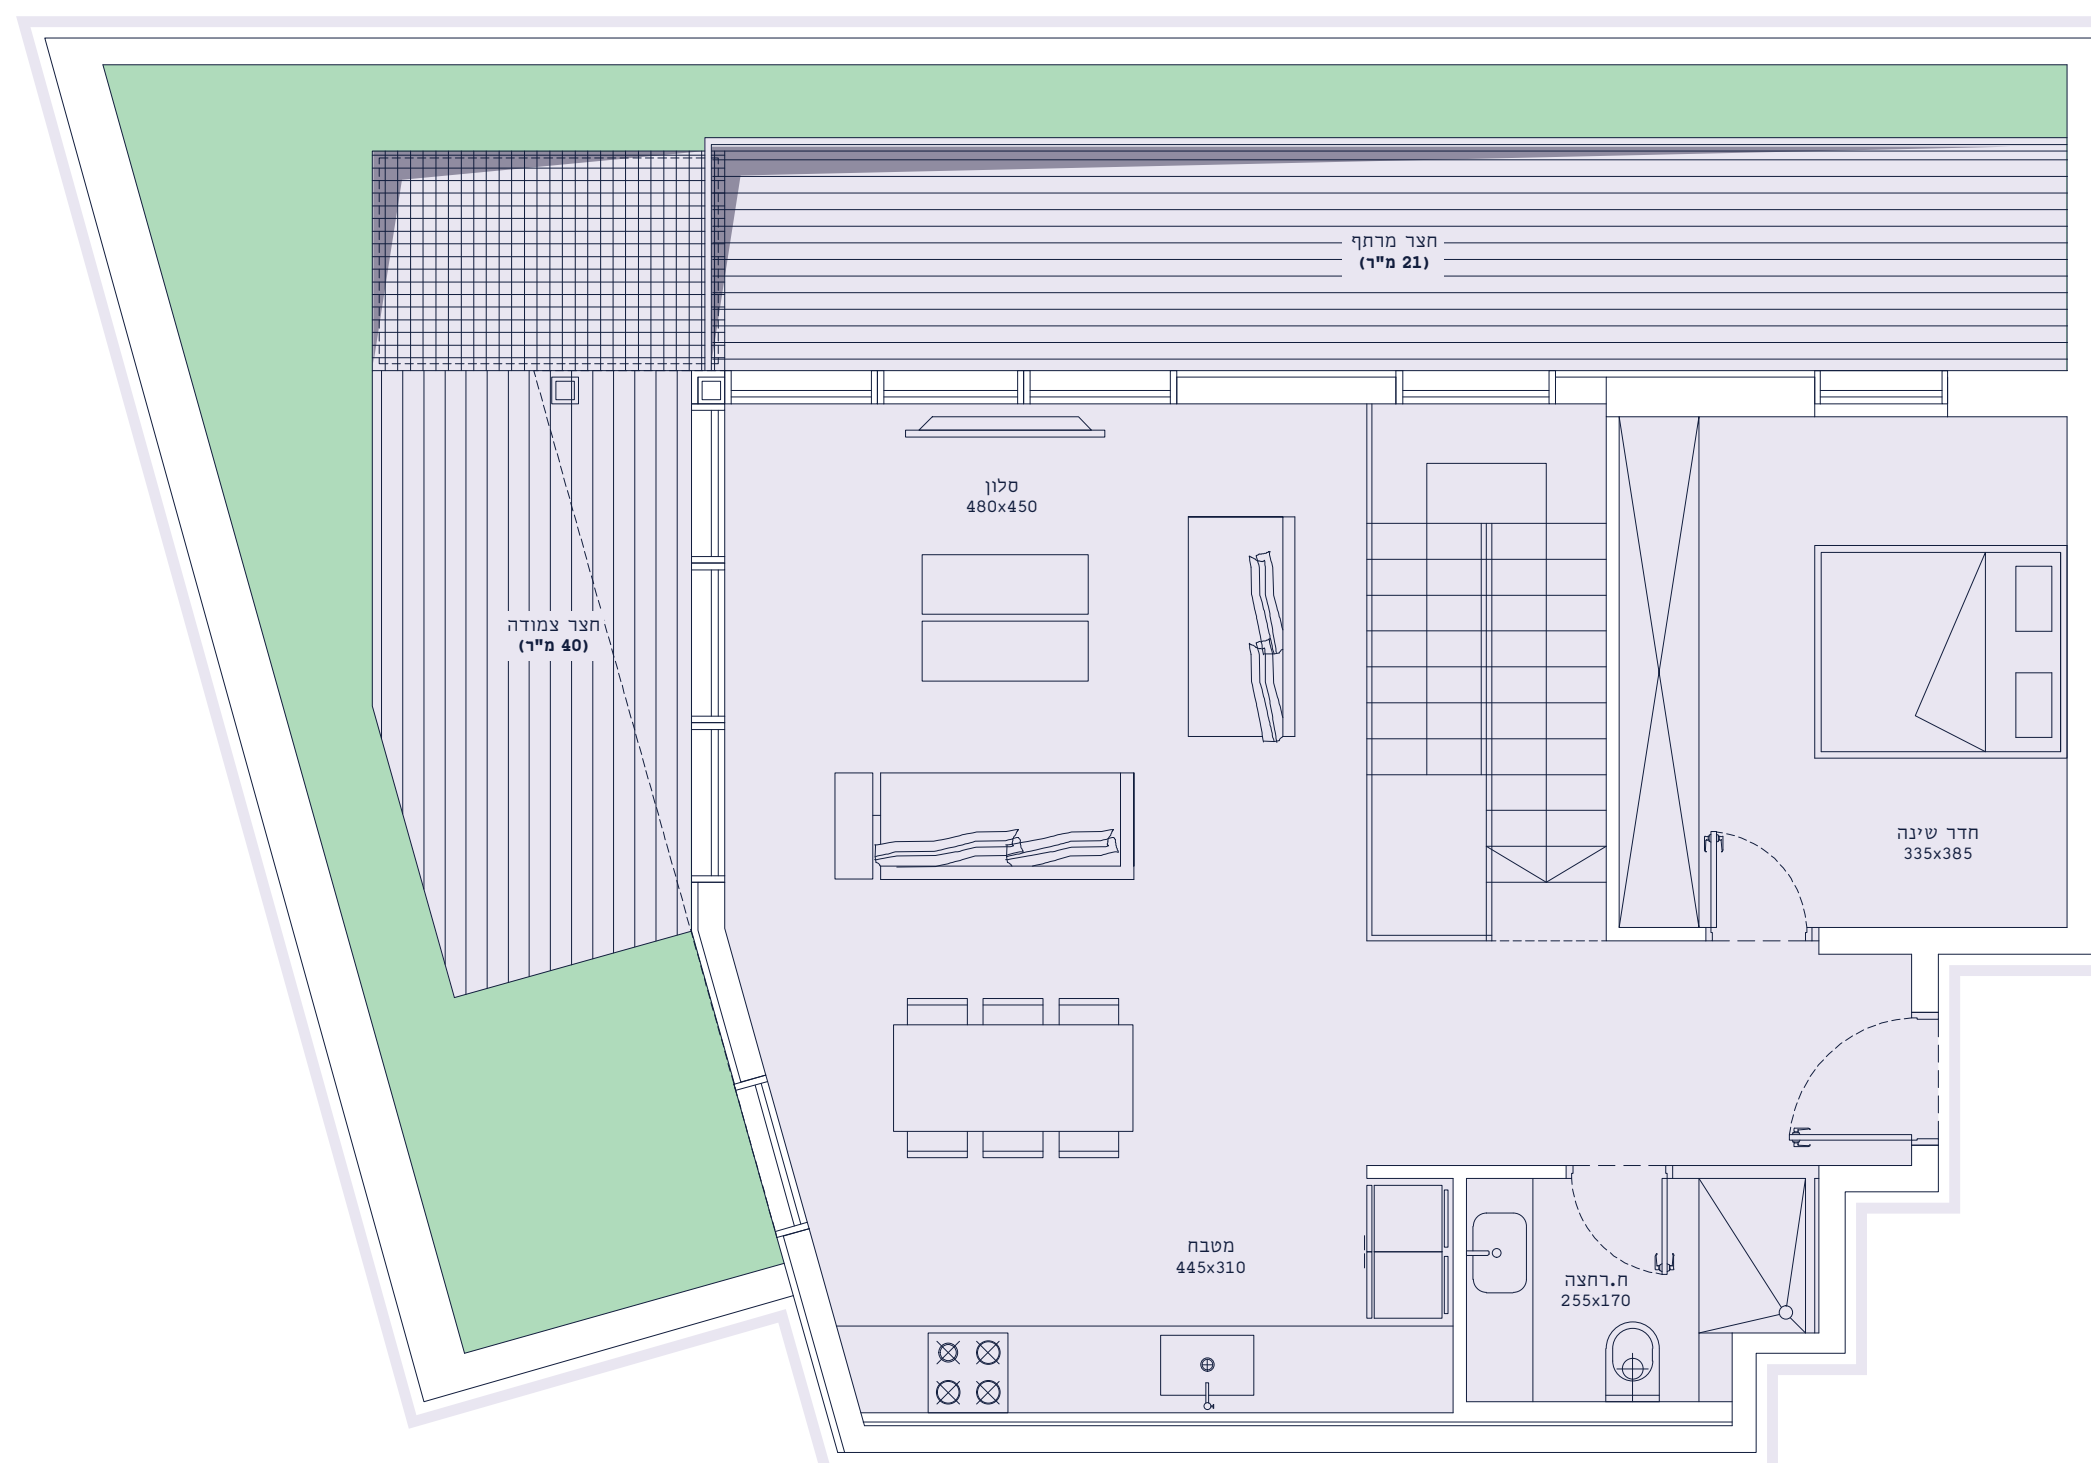 חצר מרתף
(21 מ"ר)
סלון
480x450
חצר צמודה
(40 מ"ר)
חדר שינה
335x385
מטבח
445x310
ח.רחצה
255x170